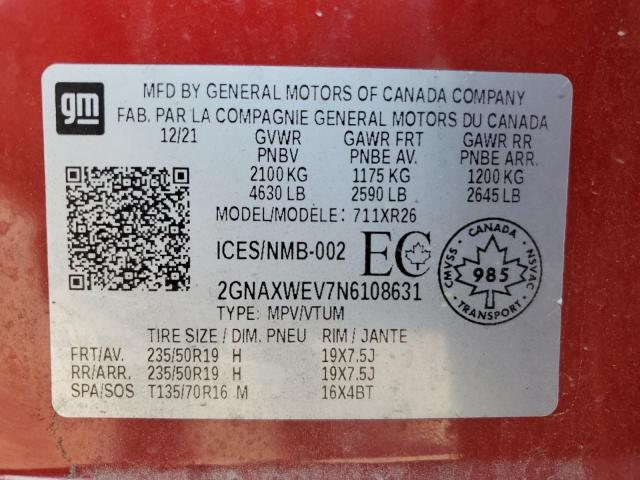 gm
MFD BY GENERAL MOTORS OF CANADA COMPANY
FAB. PAR LA COMPAGNIE GENERAL MOTORS DU CANADA
12/21 GVWR GAWR FRT GAWR RR
PNBV PNBE AV. PNBE ARR.
2100 KG 1175 KG 1200 KG
4630 LB 2590 LB 2645 LB
MODEL/MODÈLE: 711XR26
ICES/NMB-002 EC
CANADA
CMVSS 985 NSVAC
2GNAXWEV7N6108631
TYPE: MPV/VTUM
TIRE SIZE / DIM. PNEU RIM / JANTE
FRT/AV. 235/50R19 H 19X7.5J
RR/ARR. 235/50R19 H 19X7.5J
SPA/SOS T135/70R16 M 16X4BT